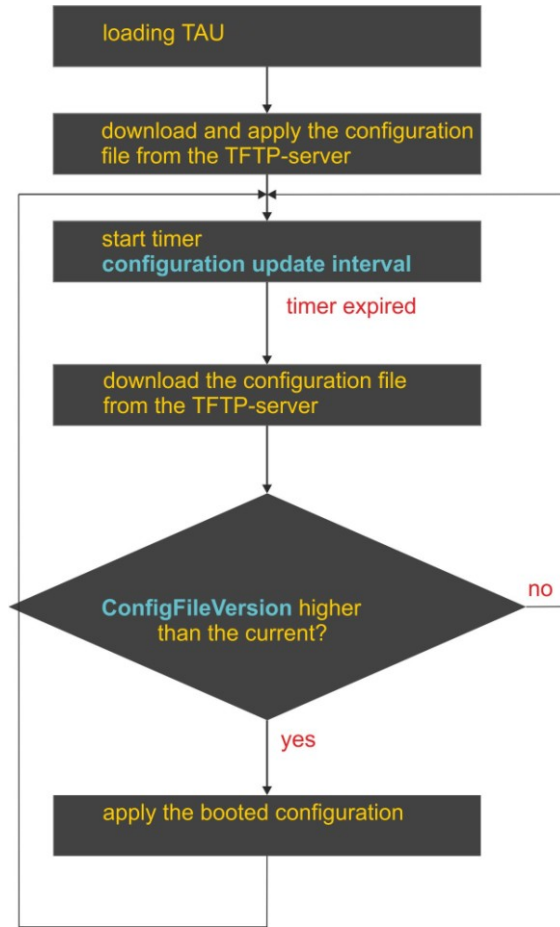 loading TAU
download and apply the configuration
file from the TFTP-server
start timer
configuration update interval
timer expired
download the configuration file
from the TFTP-server
ConfigFileVersion higher
than the current?
no
yes
apply the booted configuration